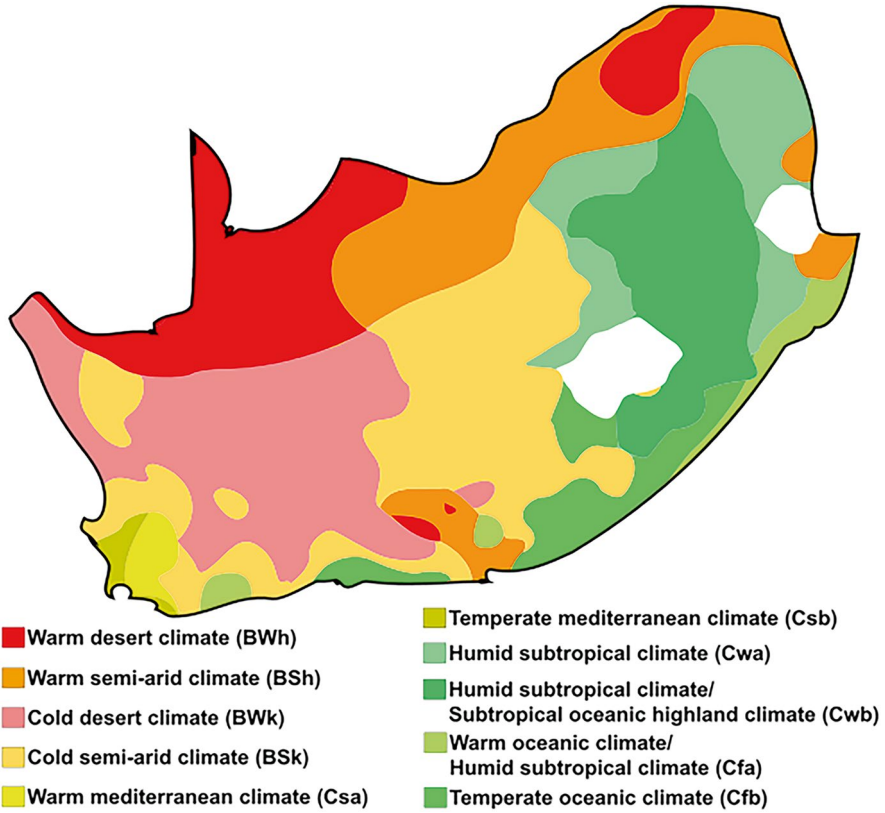 Warm desert climate (BWh)
Warm semi-arid climate (BSh)
Cold desert climate (BWk)
Cold semi-arid climate (BSk)
Warm mediterranean climate (Csa)
Temperate mediterranean climate (Csb)
Humid subtropical climate (Cwa)
Humid subtropical climate/
Subtropical oceanic highland climate (Cwb)
Warm oceanic climate/
Humid subtropical climate (Cfa)
Temperate oceanic climate (Cfb)